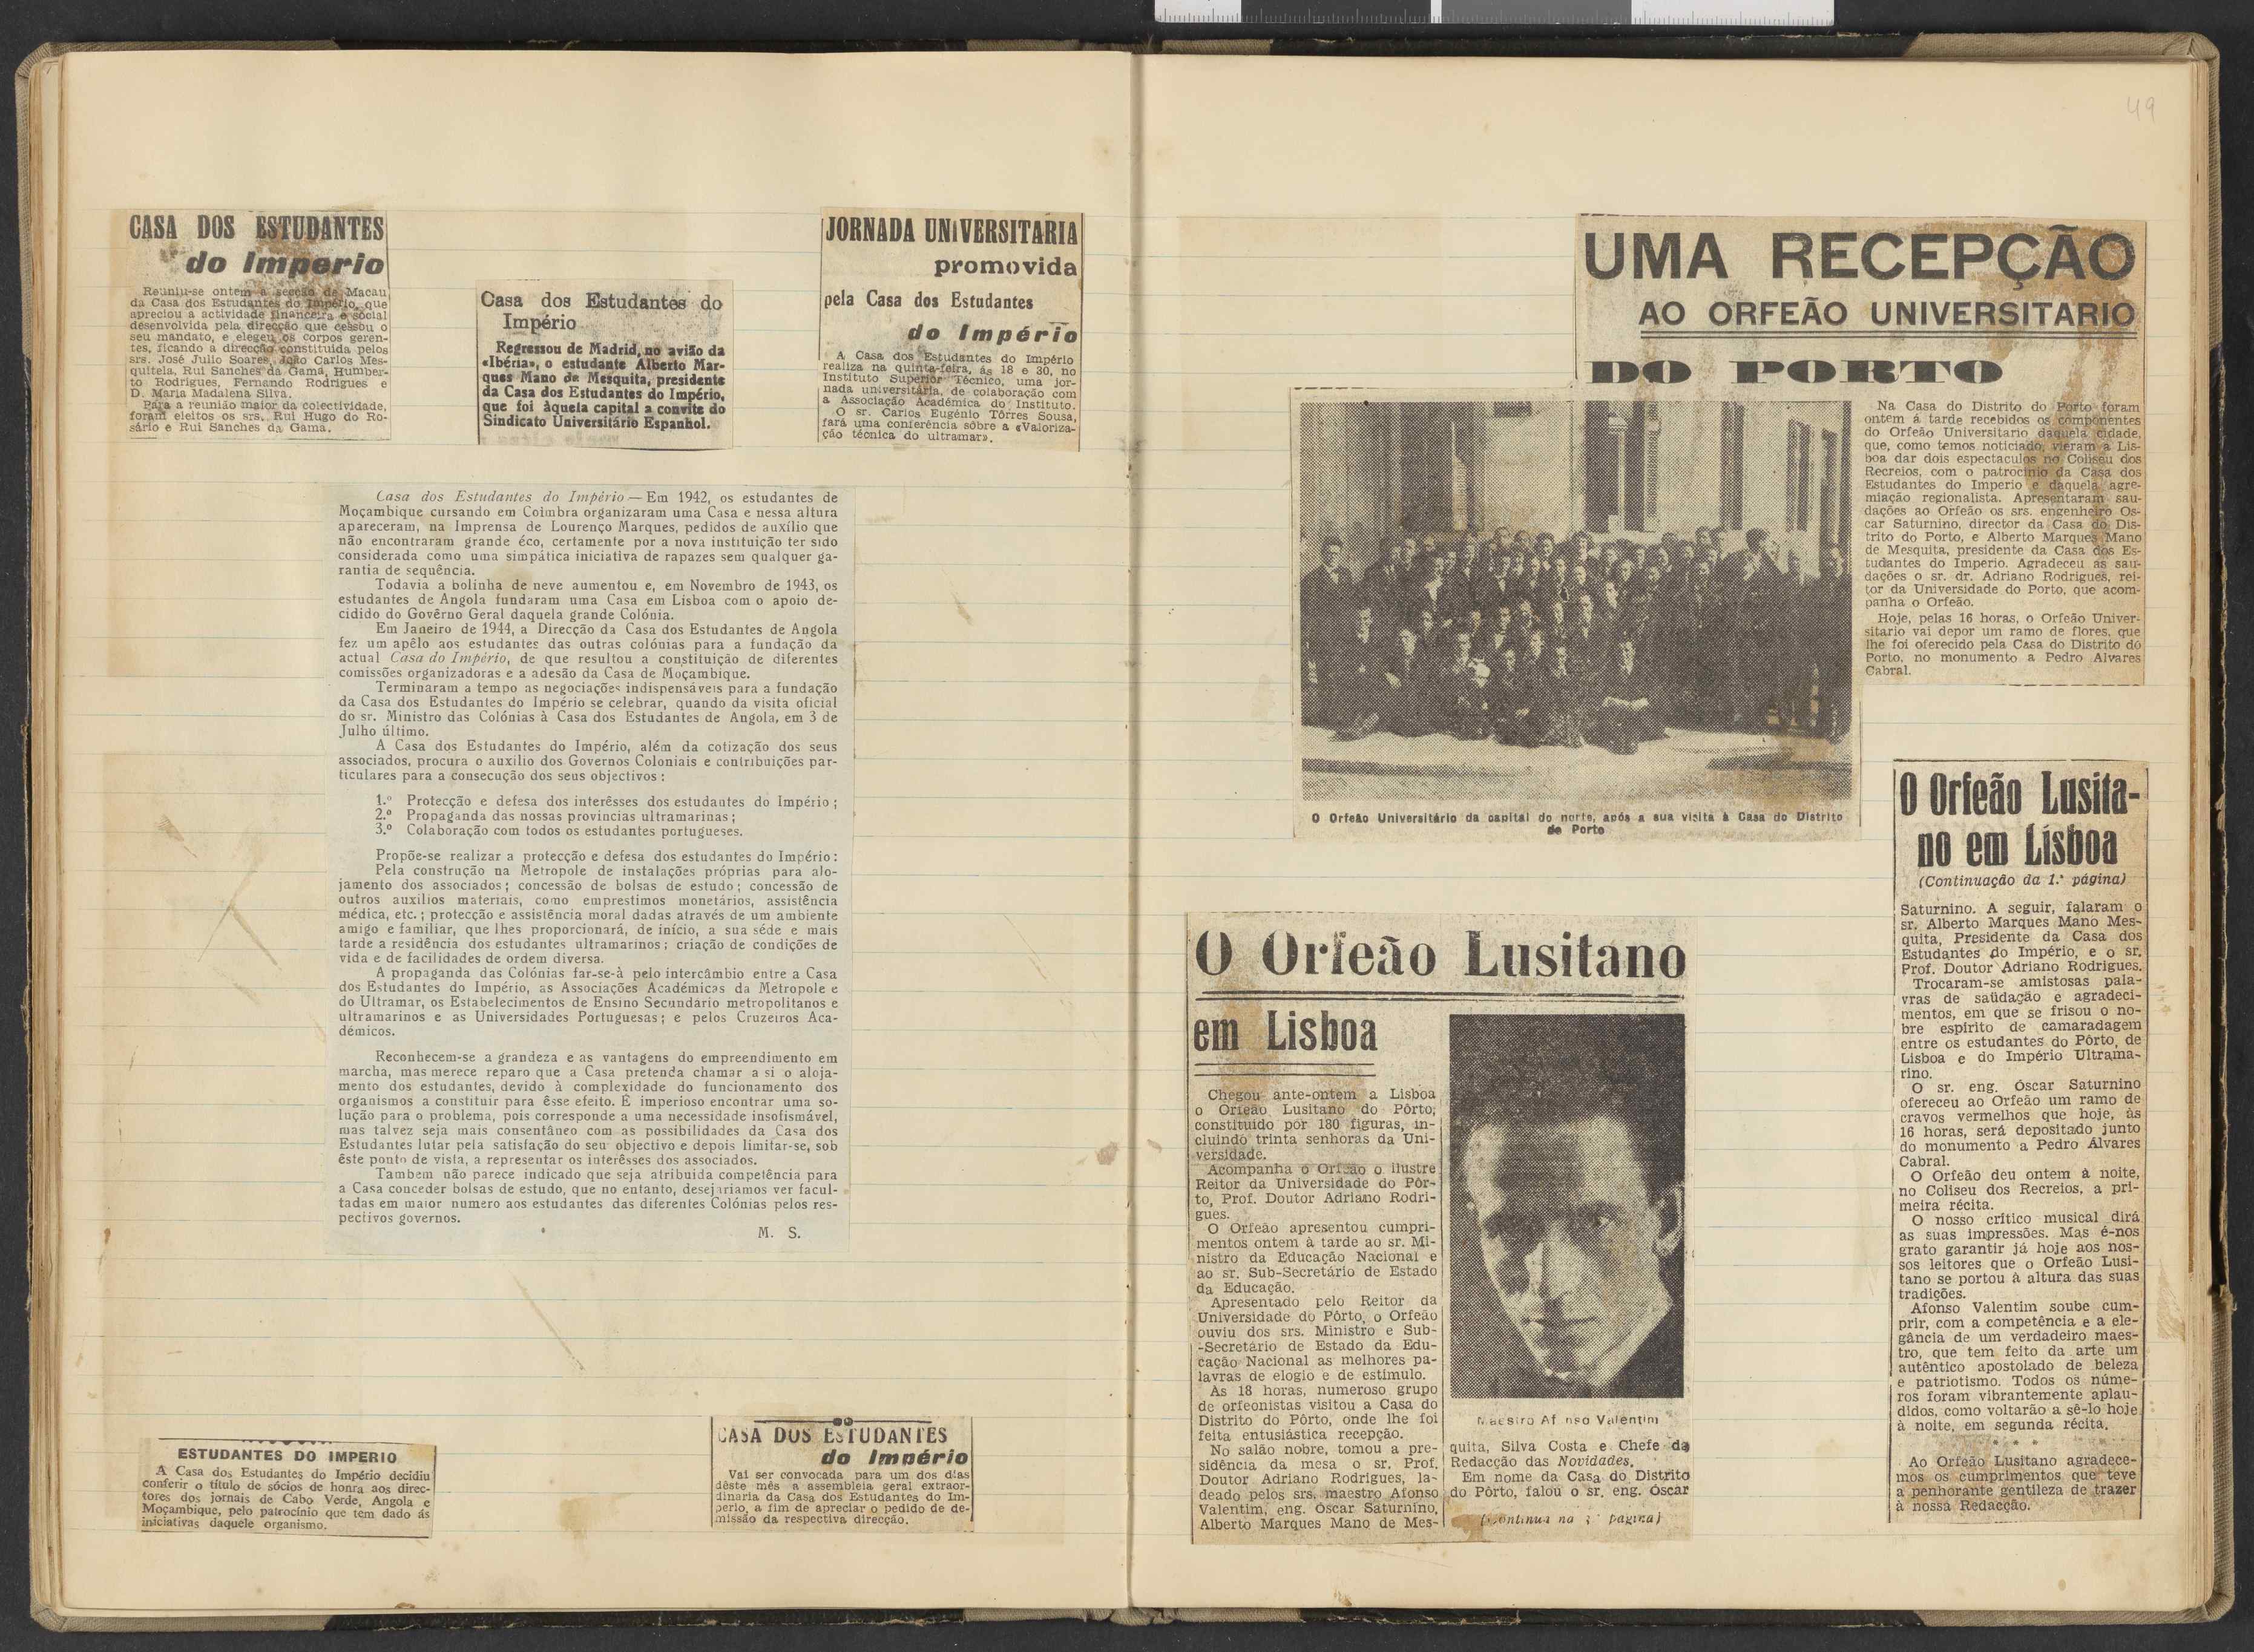 49
CASA DOS ESTUDANTES
do Imperio
Reuniu-se ontem a secção de Macau
da Casa dos Estudantes do Império, que
apreciou a actividade financeira e social
desenvolvida pela direcção que cessou o
seu mandato, e elegeu os corpos geren-
tes, ficando a direcção constituida pelos
srs. José Julio Soares, João Carlos Mes-
quitela, Rui Sanches da Gama, Humber-
to Rodrigues, Fernando Rodrigues e
D. Maria Madalena Silva.
Para a reunião maior da colectividade,
foram eleitos os srs. Rui Hugo do Ro-
sário e Rui Sanches da Gama.
Casa dos Estudantes do
Império
Regressou de Madrid, no avião da
«Ibéria», o estudante Alberto Mar-
ques Mano de Mesquita, presidente
da Casa dos Estudantes do Império,
que foi àquela capital a convite do
Sindicato Universitário Espanhol.
JORNADA UNIVERSITARIA
promovida
pela Casa dos Estudantes
do Império
A Casa dos Estudantes do Império
realiza na quinta-feira, ás 18 e 30, no
Instituto Superior Técnico, uma jor-
nada universitária, de colaboração com
a Associação Académica do Instituto.
O sr. Carlos Eugénio Tôrres Sousa,
fará uma conferência sôbre a «Valoriza-
ção técnica do ultramar».
Casa dos Estudantes do Império — Em 1942, os estudantes de
Moçambique cursando em Coimbra organizaram uma Casa e nessa altura
apareceram, na Imprensa de Lourenço Marques, pedidos de auxílio que
não encontraram grande éco, certamente por a nova instituição ter sido
considerada como uma simpática iniciativa de rapazes sem qualquer ga-
rantia de sequência.
Todavia a bolinha de neve aumentou e, em Novembro de 1943, os
estudantes de Angola fundaram uma Casa em Lisboa com o apoio de-
cidido do Govêrno Geral daquela grande Colónia.
Em Janeiro de 1944, a Direcção da Casa dos Estudantes de Angola
fez um apêlo aos estudantes das outras colónias para a fundação da
actual Casa do Império, de que resultou a constituição de diferentes
comissões organizadoras e a adesão da Casa de Moçambique.
Terminaram a tempo as negociações indispensáveis para a fundação
da Casa dos Estudantes do Império se celebrar, quando da visita oficial
do sr. Ministro das Colónias à Casa dos Estudantes de Angola, em 3 de
Julho último.
A Casa dos Estudantes do Império, além da cotização dos seus
associados, procura o auxilio dos Governos Coloniais e contribuições par-
ticulares para a consecução dos seus objectivos :
1.º Protecção e defesa dos interêsses dos estudantes do Império ;
2.º Propaganda das nossas provincias ultramarinas ;
3.º Colaboração com todos os estudantes portugueses.
Propõe-se realizar a protecção e defesa dos estudantes do Império :
Pela construção na Metropole de instalações próprias para alo-
jamento dos associados ; concessão de bolsas de estudo ; concessão de
outros auxilios materiais, como emprestimos monetários, assistência
médica, etc. ; protecção e assistência moral dadas através de um ambiente
amigo e familiar, que lhes proporcionará, de início, a sua séde e mais
tarde a residência dos estudantes ultramarinos ; criação de condições de
vida e de facilidades de ordem diversa.
A propaganda das Colónias far-se-à pelo intercâmbio entre a Casa
dos Estudantes do Império, as Associações Académicas da Metropole e
do Ultramar, os Estabelecimentos de Ensino Secundário metropolitanos e
ultramarinos e as Universidades Portuguesas ; e pelos Cruzeiros Aca-
démicos.
Reconhecem-se a grandeza e as vantagens do empreendimento em
marcha, mas merece reparo que a Casa pretenda chamar a si o aloja-
mento dos estudantes, devido à complexidade do funcionamento dos
organismos a constituir para êsse efeito. É imperioso encontrar uma so-
lução para o problema, pois corresponde a uma necessidade insofismável,
mas talvez seja mais consentâneo com as possibilidades da Casa dos
Estudantes lutar pela satisfação do seu objectivo e depois limitar-se, sob
êste ponto de vista, a representar os interêsses dos associados.
Tambem não parece indicado que seja atribuida competência para
a Casa conceder bolsas de estudo, que no entanto, desejariamos ver facul-
tadas em maior numero aos estudantes das diferentes Colónias pelos res-
pectivos governos.
M. S.
ESTUDANTES DO IMPERIO
A Casa dos Estudantes do Império decidiu
conferir o título de sócios de honra aos direc-
tores dos jornais de Cabo Verde, Angola e
Moçambique, pelo patrocínio que tem dado ás
iniciativas daquele organismo.
CASA DOS ESTUDANTES
do Império
Vai ser convocada para um dos dias
dêste mês a assembleia geral extraor-
dinaria da Casa dos Estudantes do Im-
perio, a fim de apreciar o pedido de de-
missão da respectiva direcção.
UMA RECEPÇÃO
AO ORFEÃO UNIVERSITARIO
DO PORTO
Na Casa do Distrito do Porto foram
ontem á tarde recebidos os componentes
do Orfeão Universitario daquela cidade,
que, como temos noticiado, vieram a Lis-
boa dar dois espectaculos no Coliseu dos
Recreios, com o patrocinio da Casa dos
Estudantes do Imperio e daquela agre-
miação regionalista. Apresentaram sau-
dações ao Orfeão os srs. engenheiro Os-
car Saturnino, director da Casa do Dis-
trito do Porto, e Alberto Marques Mano
de Mesquita, presidente da Casa dos Es-
tudantes do Imperio. Agradeceu as sau-
dações o sr. dr. Adriano Rodrigues, rei-
tor da Universidade do Porto, que acom-
panha o Orfeão.
Hoje, pelas 16 horas, o Orfeão Univer-
sitario vai depor um ramo de flores, que
lhe foi oferecido pela Casa do Distrito do
Porto, no monumento a Pedro Alvares
Cabral.
O Orfeão Universitário da capital do norte, após a sua visita à Casa do Distrito
de Porto
O Orfeão Lusitano
em Lisboa
Chegou ante-ontem a Lisboa
o Orfeão Lusitano do Pôrto,
constituído por 180 figuras, in-
cluindo trinta senhoras da Uni-
versidade.
Acompanha o Orfeão o ilustre
Reitor da Universidade do Pôr-
to, Prof. Doutor Adriano Rodri-
gues.
O Orfeão apresentou cumpri-
mentos ontem à tarde ao sr. Mi-
nistro da Educação Nacional e
ao sr. Sub-Secretário de Estado
da Educação.
Apresentado pelo Reitor da
Universidade do Pôrto, o Orfeão
ouviu dos srs. Ministro e Sub-
-Secretário de Estado da Edu-
cação Nacional as melhores pa-
lavras de elogio e de estímulo.
As 18 horas, numeroso grupo
de orfeonistas visitou a Casa do
Distrito do Pôrto, onde lhe foi
feita entusiástica recepção.
No salão nobre, tomou a pre-
sidência da mesa o sr. Prof.
Doutor Adriano Rodrigues, la-
deado pelos srs. maestro Afonso
Valentim, eng. Óscar Saturnino,
Alberto Marques Mano de Mes-
Maestro Afonso Valentim
quita, Silva Costa e Chefe da
Redacção das Novidades.
Em nome da Casa do Distrito
do Pôrto, falou o sr. eng. Óscar
(Continua na página)
O Orfeão Lusita-
no em Lisboa
(Continuação da 1.ª página)
Saturnino. A seguir, falaram o
sr. Alberto Marques Mano Mes-
quita, Presidente da Casa dos
Estudantes do Império, e o sr.
Prof. Doutor Adriano Rodrigues.
Trocaram-se amistosas pala-
vras de saüdação e agradeci-
mentos, em que se frisou o no-
bre espírito de camaradagem
entre os estudantes do Pôrto, de
Lisboa e do Império Ultrama-
rino.
O sr. eng. Óscar Saturnino
ofereceu ao Orfeão um ramo de
cravos vermelhos que hoje, às
16 horas, será depositado junto
do monumento a Pedro Álvares
Cabral.
O Orfeão deu ontem à noite,
no Coliseu dos Recreios, a pri-
meira récita.
O nosso crítico musical dirá
as suas impressões. Mas é-nos
grato garantir já hoje aos nos-
sos leitores que o Orfeão Lusi-
tano se portou à altura das suas
tradições.
Afonso Valentim soube cum-
prir, com a competência e a ele-
gância de um verdadeiro maes-
tro, que tem feito da arte um
autêntico apostolado de beleza
e patriotismo. Todos os núme-
ros foram vibrantemente aplau-
didos, como voltarão a sê-lo hoje
à noite, em segunda récita.
* * *
Ao Orfeão Lusitano agradece-
mos os cumprimentos que teve
a penhorante gentileza de trazer
à nossa Redacção.